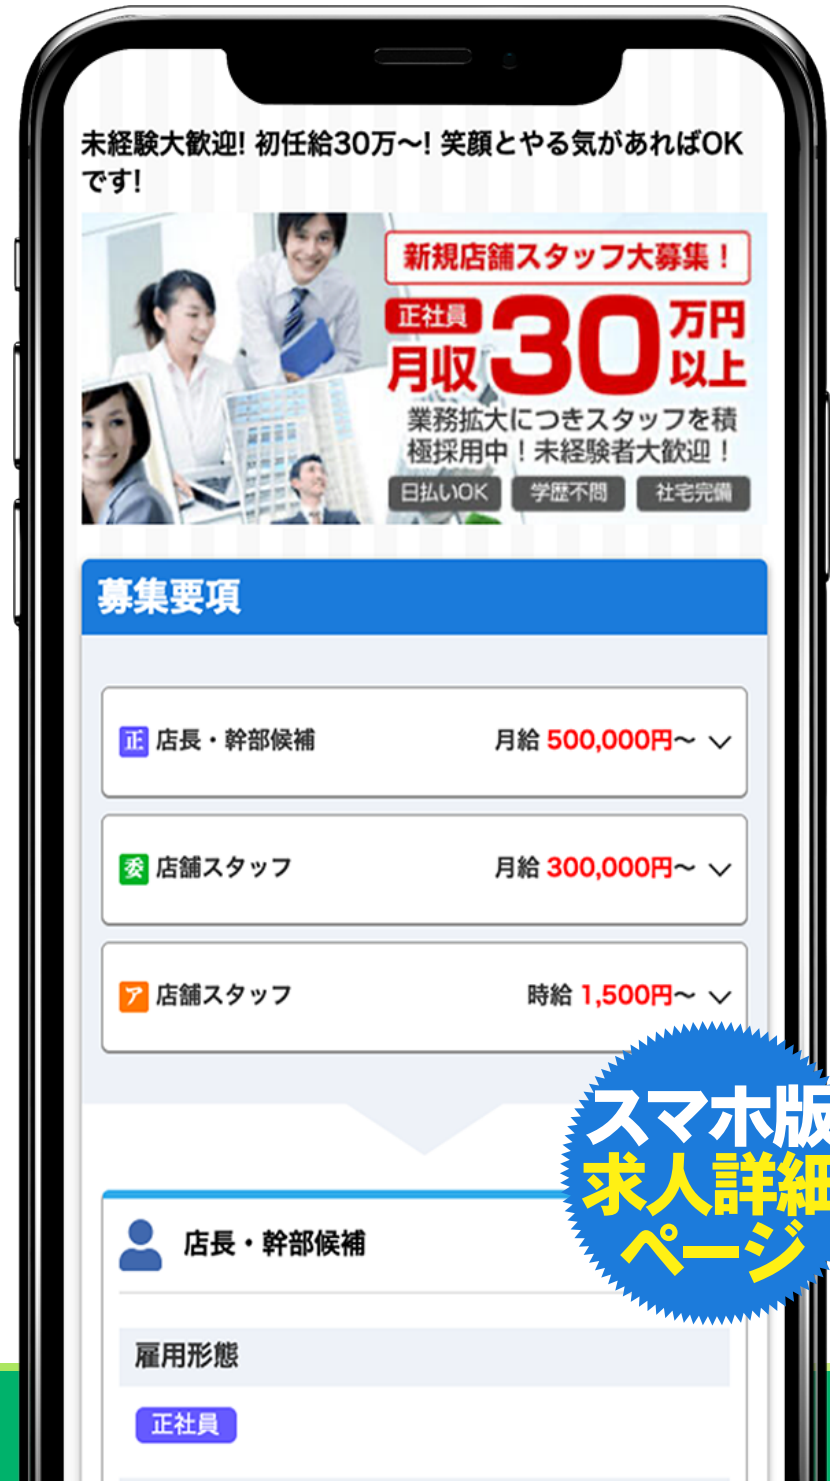 未経験大歓迎! 初任給30万〜! 笑顔とやる気があればOK
です!
新規店舗スタッフ大募集！
正社員
月収30万円以上
業務拡大につきスタッフを積
極採用中！未経験者大歓迎！
日払いOK 学歴不問 社宅完備
募集要項
正 店長・幹部候補 月給 500,000円〜
委 店舗スタッフ 月給 300,000円〜
ア 店舗スタッフ 時給 1,500円〜
スマホ版
求人詳細
ページ
店長・幹部候補
雇用形態
正社員